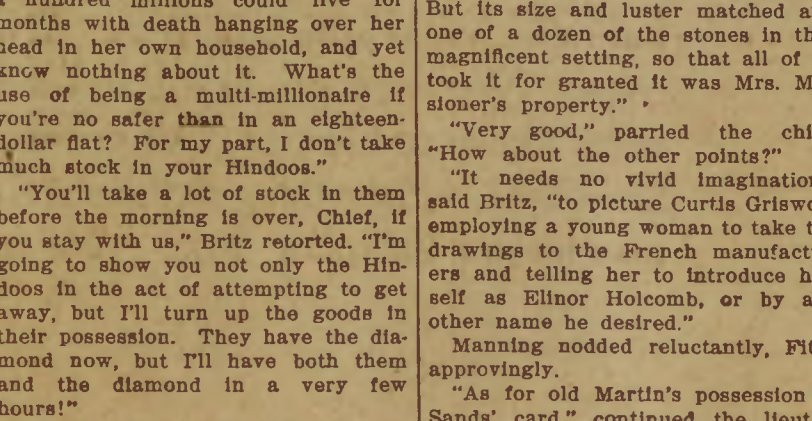 a hundred millions could live for
months with death hanging over her
head in her own household, and yet
know nothing about it. What's the
use of being a multi-millionaire if
you're no safer than in an eighteen-
dollar flat? For my part, I don't take
much stock in your Hindoos."
"You'll take a lot of stock in them
before the morning is over, Chief, if
you stay with us," Britz retorted. "I'm
going to show you not only the Hin-
doos in the act of attempting to get
away, but I'll turn up the goods in
their possession. They have the dia-
mond now, but I'll have both them
and the diamond in a very few
hours!"
But its size and luster matched a
one of a dozen of the stones in th
magnificent setting, so that all of
took it for granted it was Mrs. M
sioner's property."
"Very good," parried the chi
"How about the other points?"
"It needs no vivid imagination
said Britz, "to picture Curtis Griswo
employing a young woman to take t
drawings to the French manufact
ers and telling her to introduce h
self as Elinor Holcomb, or by a
other name he desired."
Manning nodded reluctantly, Fit
approvingly.
"As for old Martin's possession
Sands' card," continued the lieut